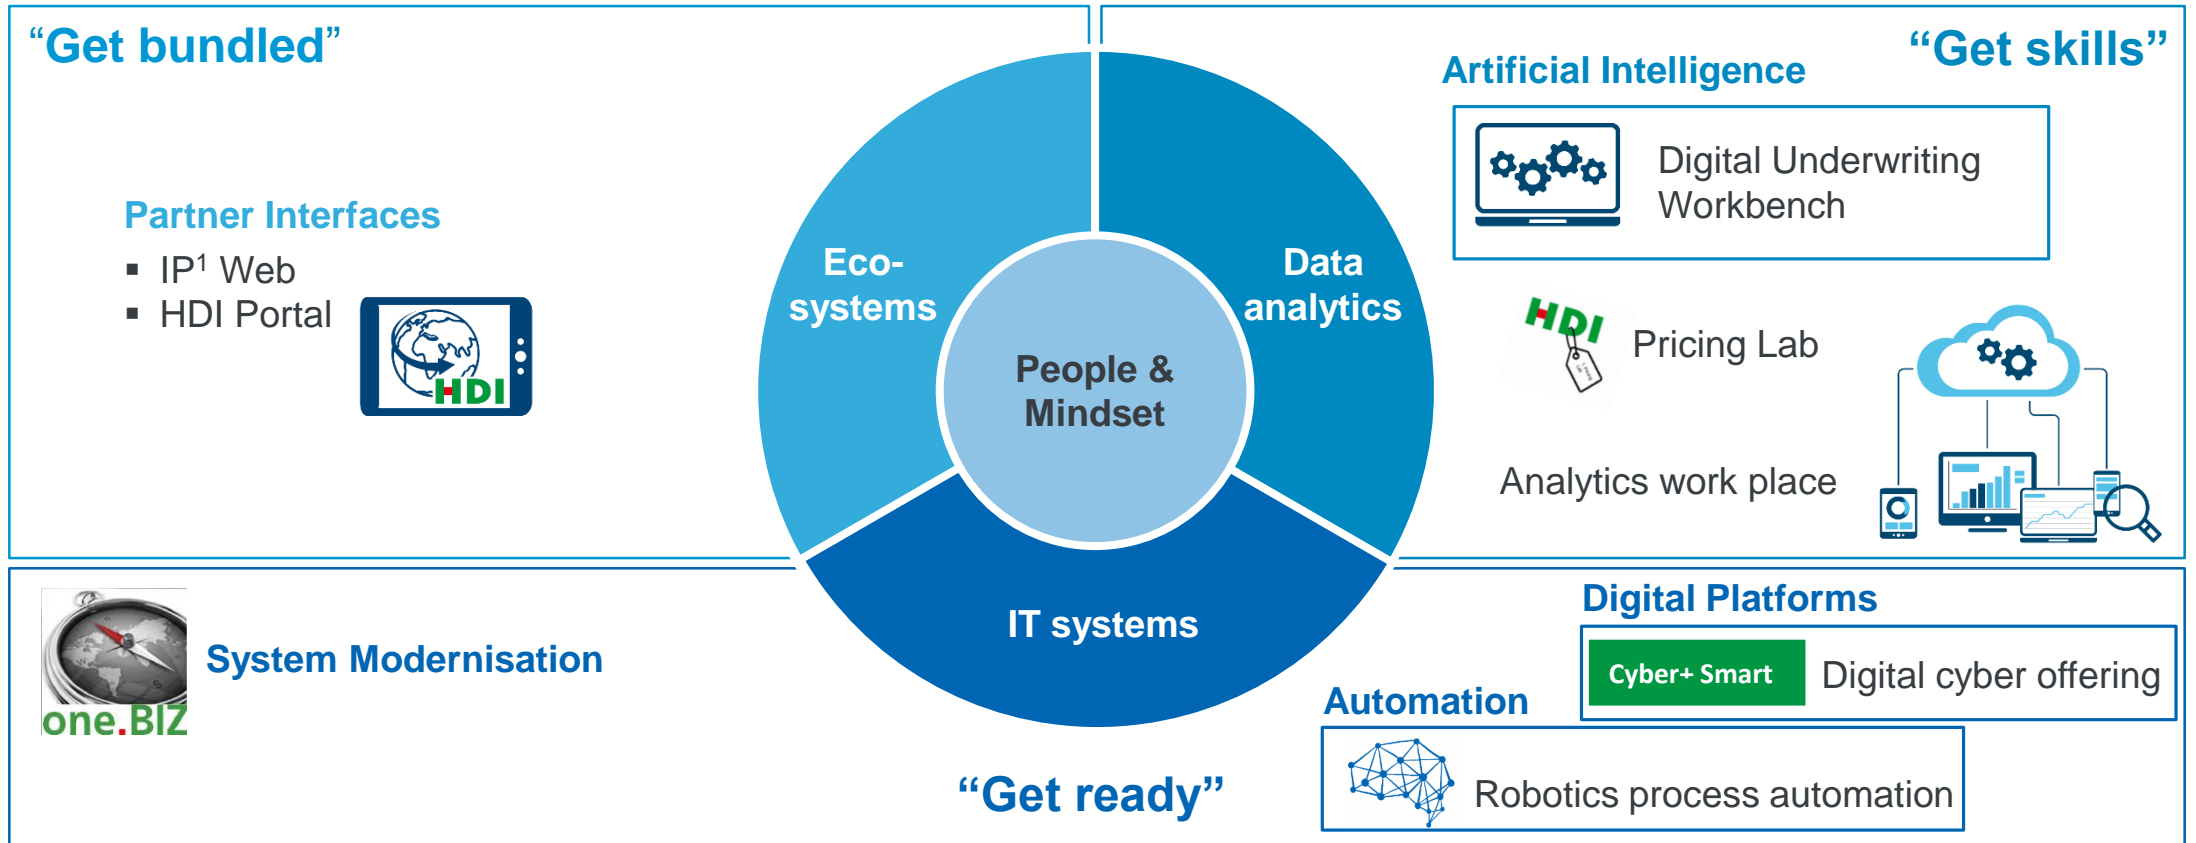 “Get bundled”
Partner Interfaces
▪ IP¹ Web
▪ HDI Portal
HDI
Eco-
systems
Data
analytics
People &
Mindset
IT systems
“Get skills”
Artificial Intelligence
Digital Underwriting
Workbench
HDI
Pricing Lab
Analytics work place
one.BIZ
System Modernisation
“Get ready”
Digital Platforms
Cyber+ Smart
Digital cyber offering
Automation
Robotics process automation